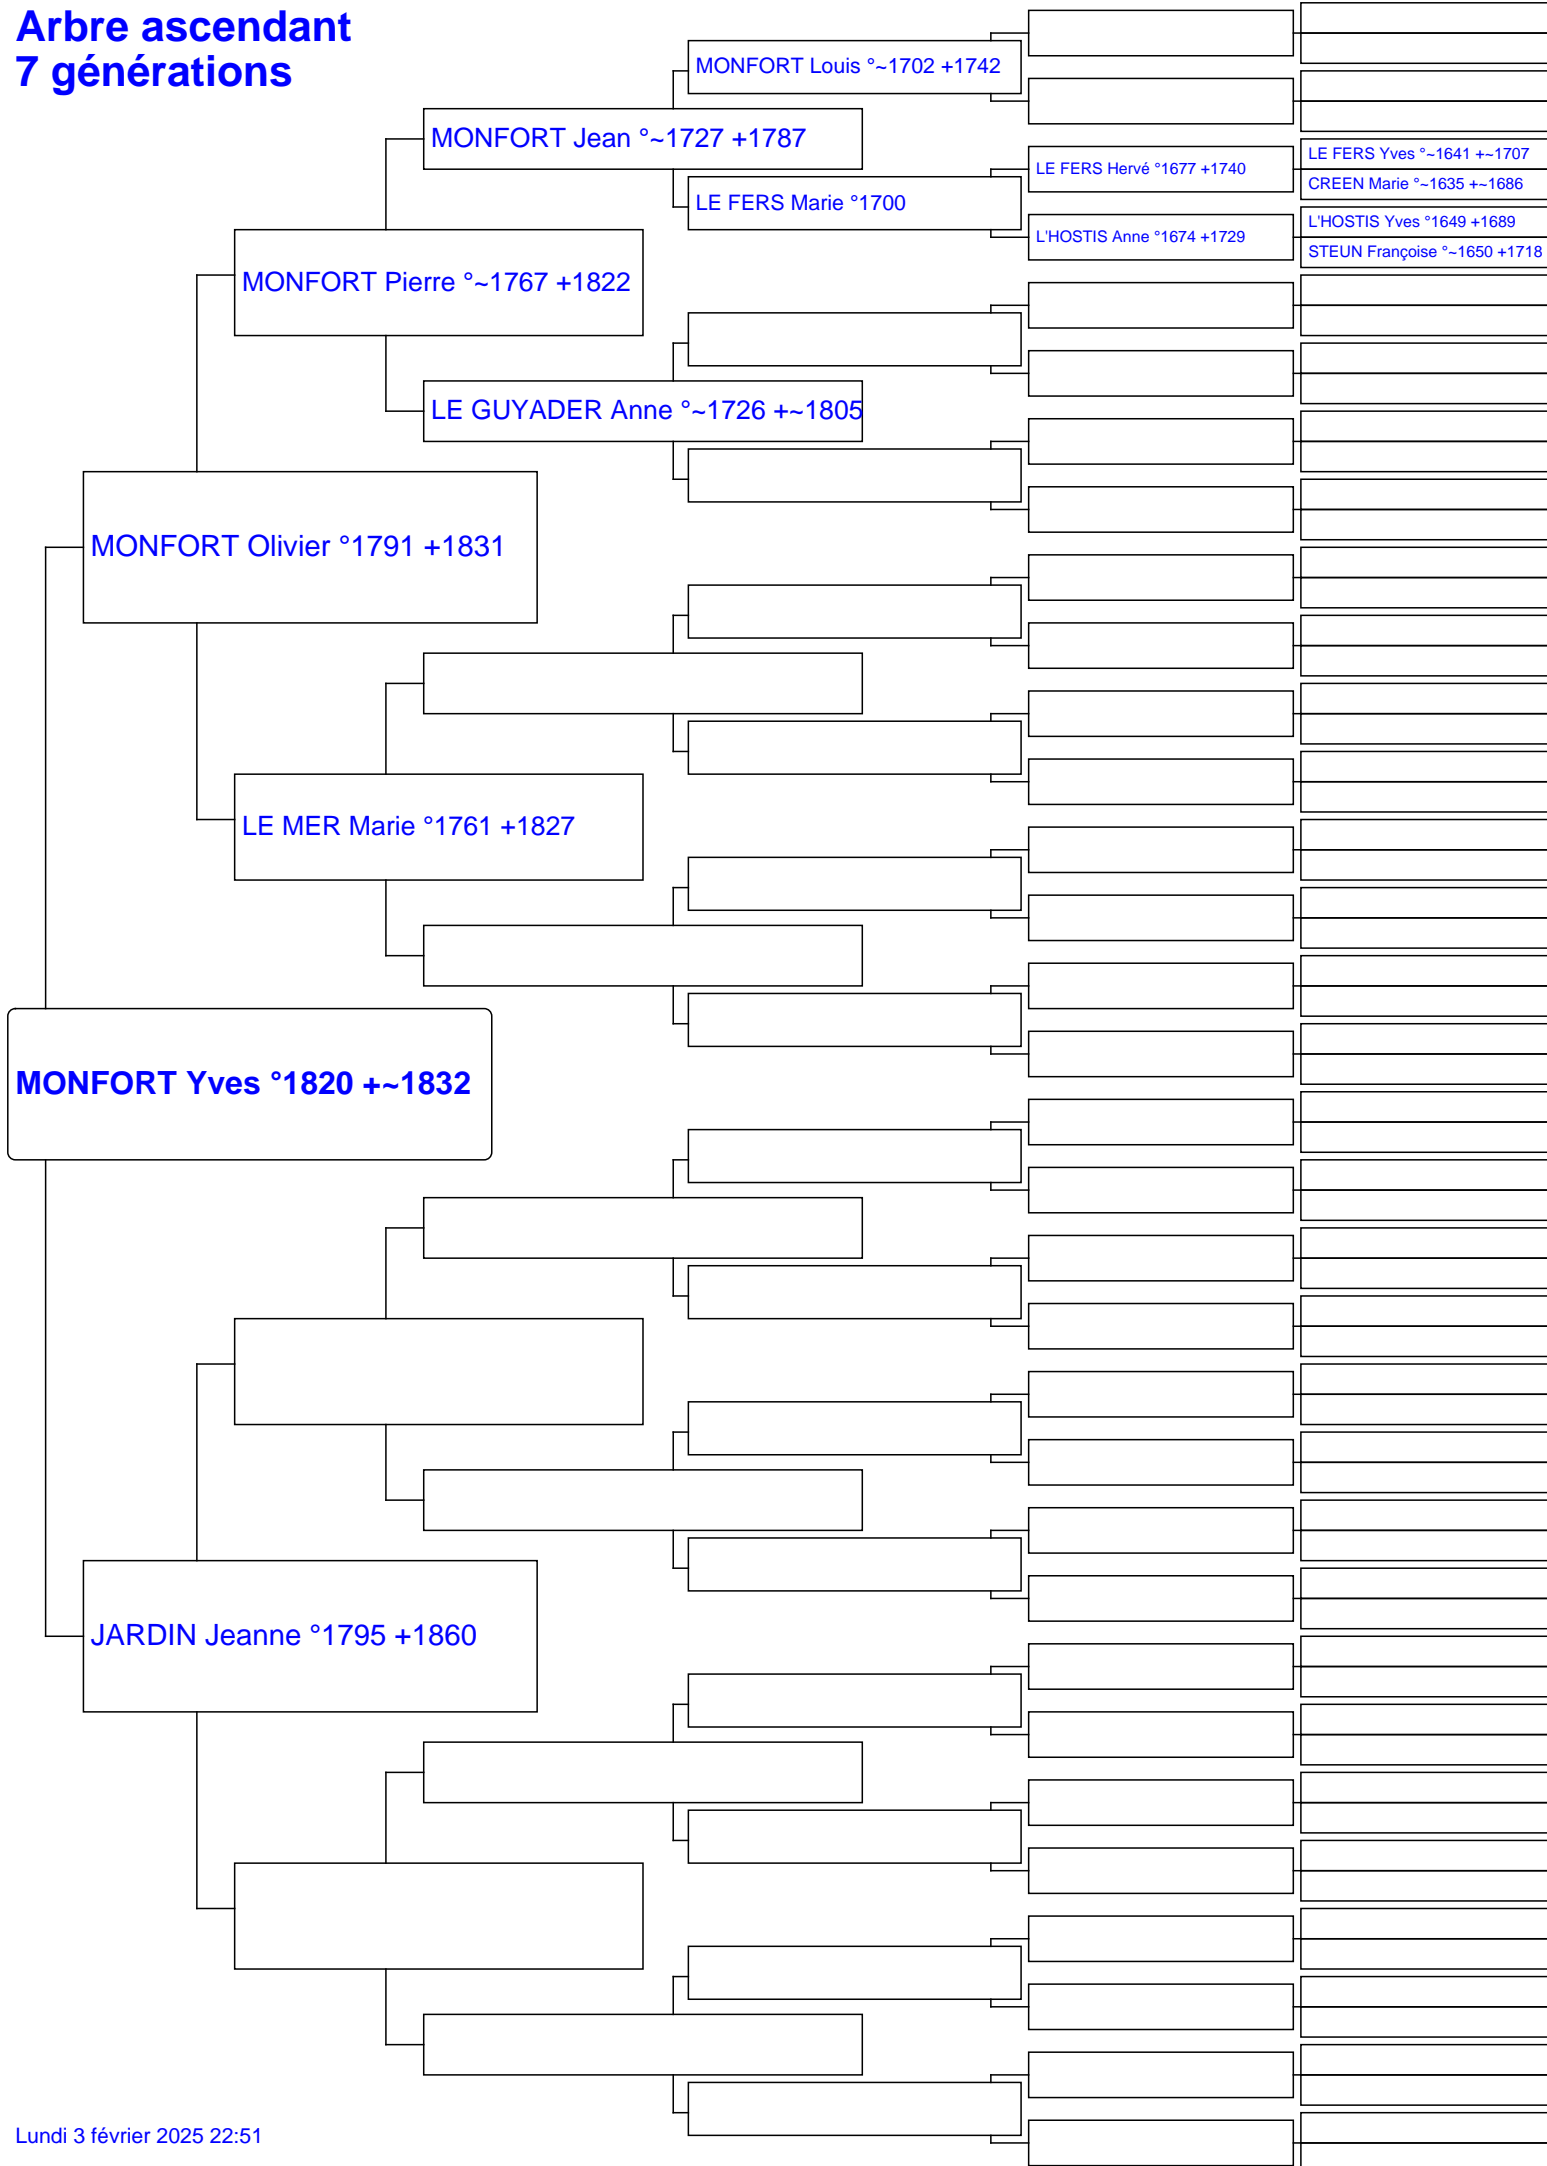 Arbre ascendant
7 générations
MONFORT Louis °~1702 +1742
MONFORT Jean °~1727 +1787
LE FERS Yves °~1641 +~1707
LE FERS Hervé °1677 +1740
CREEN Marie °~1635 +~1686
LE FERS Marie °1700
L'HOSTIS Yves °1649 +1689
L'HOSTIS Anne °1674 +1729
STEUN Françoise °~1650 +1718
MONFORT Pierre °~1767 +1822
LE GUYADER Anne °~1726 +~1805
MONFORT Olivier °1791 +1831
LE MER Marie °1761 +1827
MONFORT Yves °1820 +~1832
JARDIN Jeanne °1795 +1860
Lundi 3 février 2025 22:51